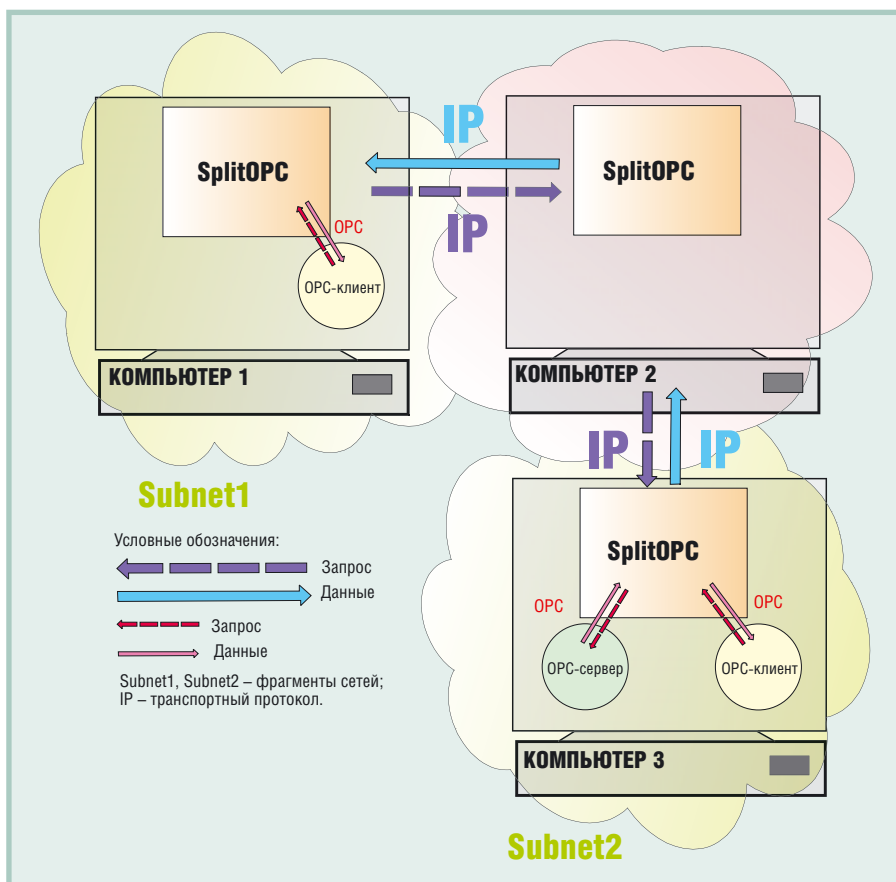 IP
SplitOPC
SplitOPC
IP
OPC
OPC-клиент
КОМПЬЮТЕР 1
КОМПЬЮТЕР 2
IP
IP
Subnet1
Условные обозначения:
Запрос
Данные
Запрос
Данные
Subnet1, Subnet2 – фрагменты сетей;
IP – транспортный протокол.
SplitOPC
OPC
OPC
OPC-сервер
OPC-клиент
КОМПЬЮТЕР 3
Subnet2